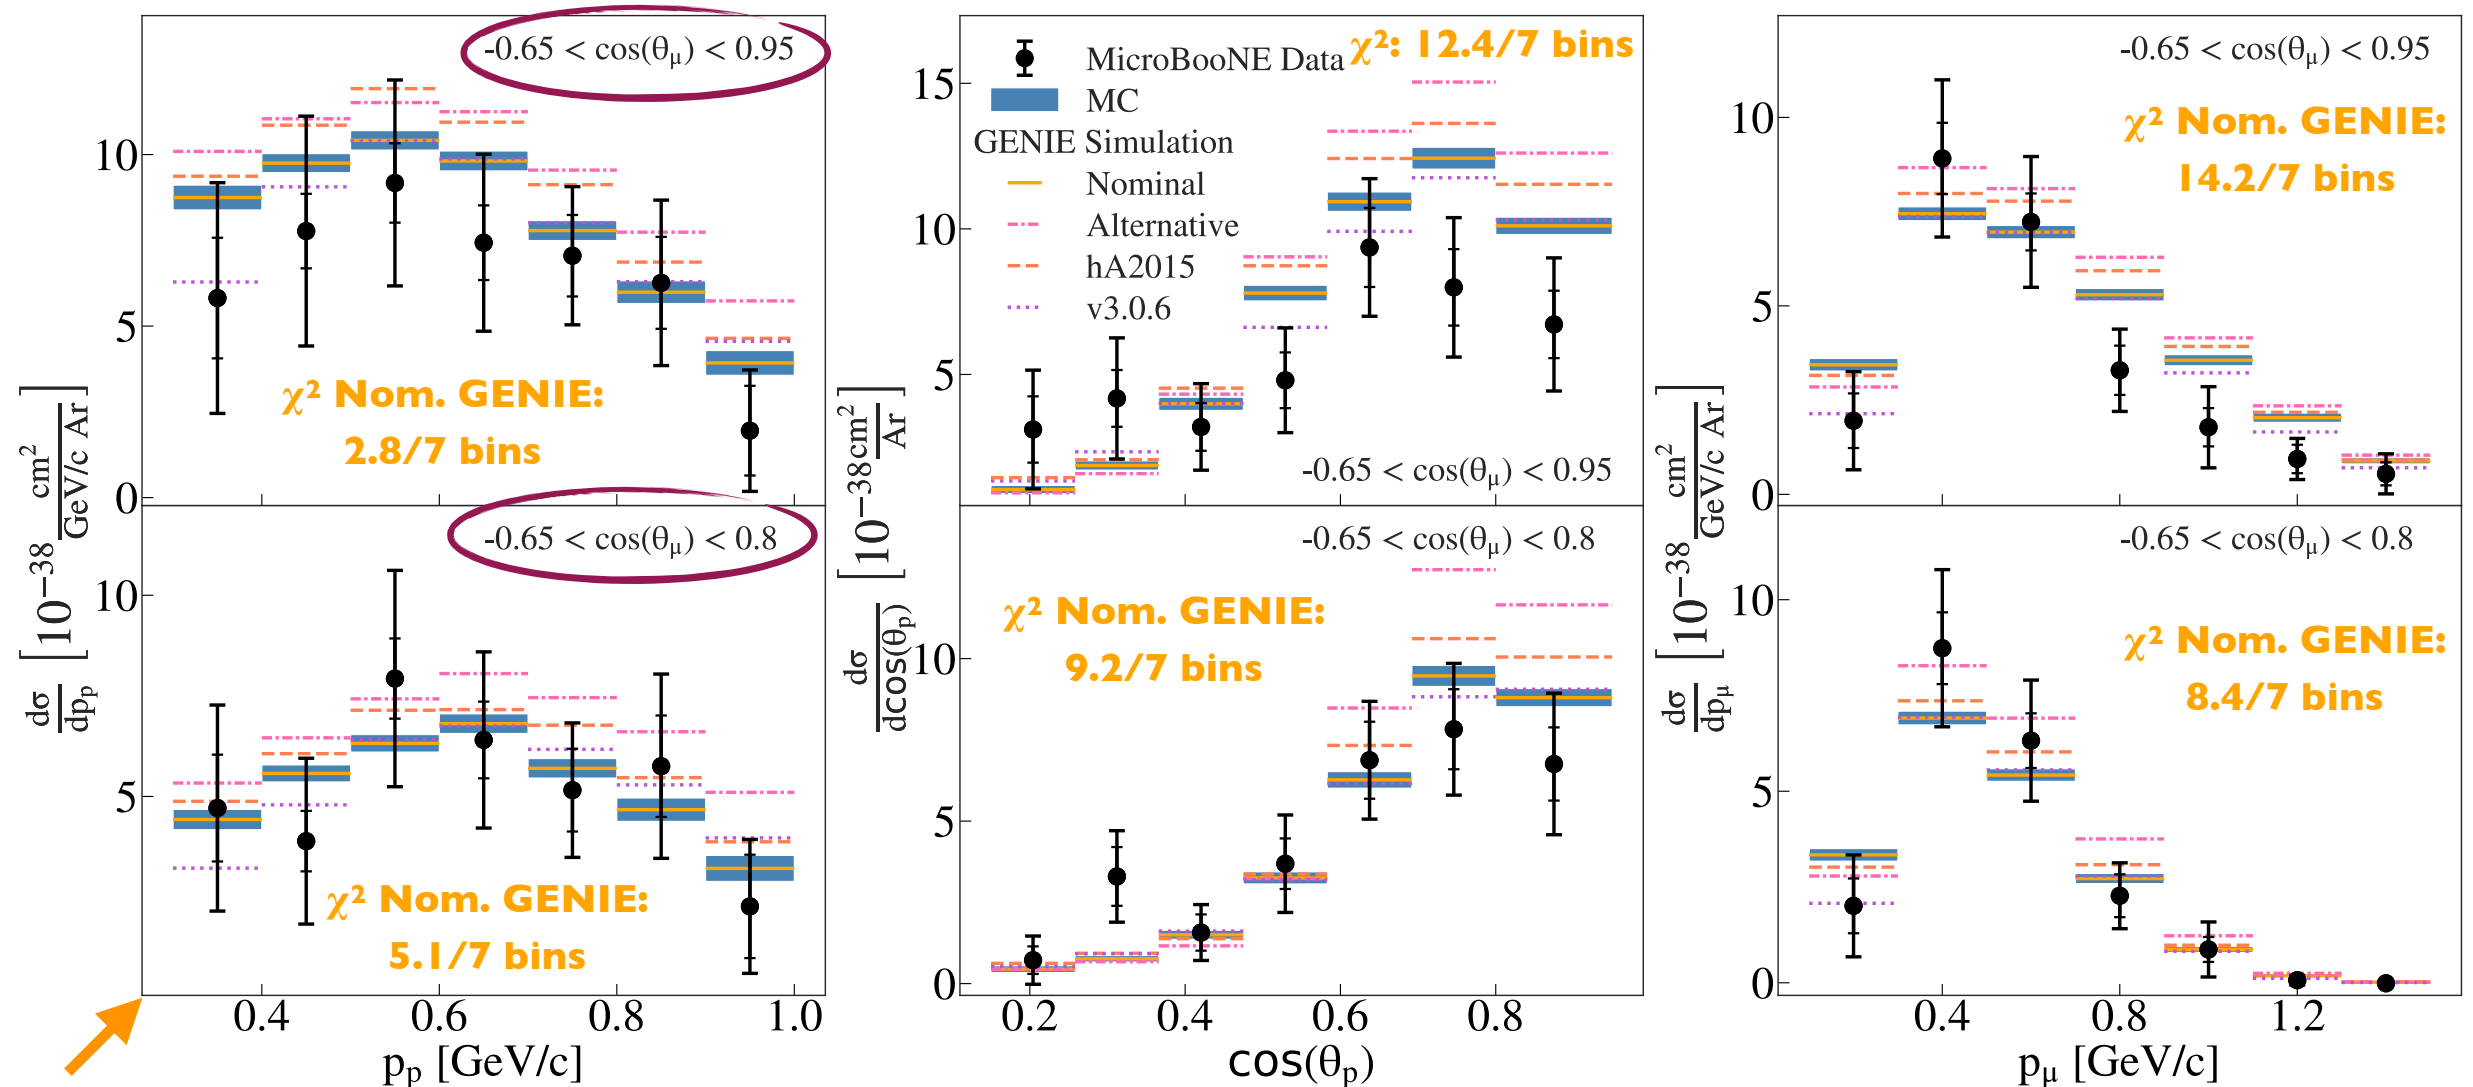 -0.65 < cos(θμ) < 0.95
10
5
0
χ² Nom. GENIE:
2.8/7 bins
-0.65 < cos(θμ) < 0.8
10
5
χ² Nom. GENIE:
5.1/7 bins
dσ/dpp [10−38 cm2/GeV/c Ar]
0.4 0.6 0.8 1.0
pp [GeV/c]
MicroBooNE Data
MC
GENIE Simulation
Nominal
Alternative
hA2015
v3.0.6
χ²: 12.4/7 bins
15
10
5
-0.65 < cos(θμ) < 0.95
-0.65 < cos(θμ) < 0.8
χ² Nom. GENIE:
9.2/7 bins
10
5
0
dσ/dcos(θp) [10−38 cm2/Ar]
0.2 0.4 0.6 0.8
cos(θp)
-0.65 < cos(θμ) < 0.95
χ² Nom. GENIE:
14.2/7 bins
10
5
0
-0.65 < cos(θμ) < 0.8
χ² Nom. GENIE:
8.4/7 bins
10
5
0
dσ/dpμ [10−38 cm2/GeV/c Ar]
0.4 0.8 1.2
pμ [GeV/c]